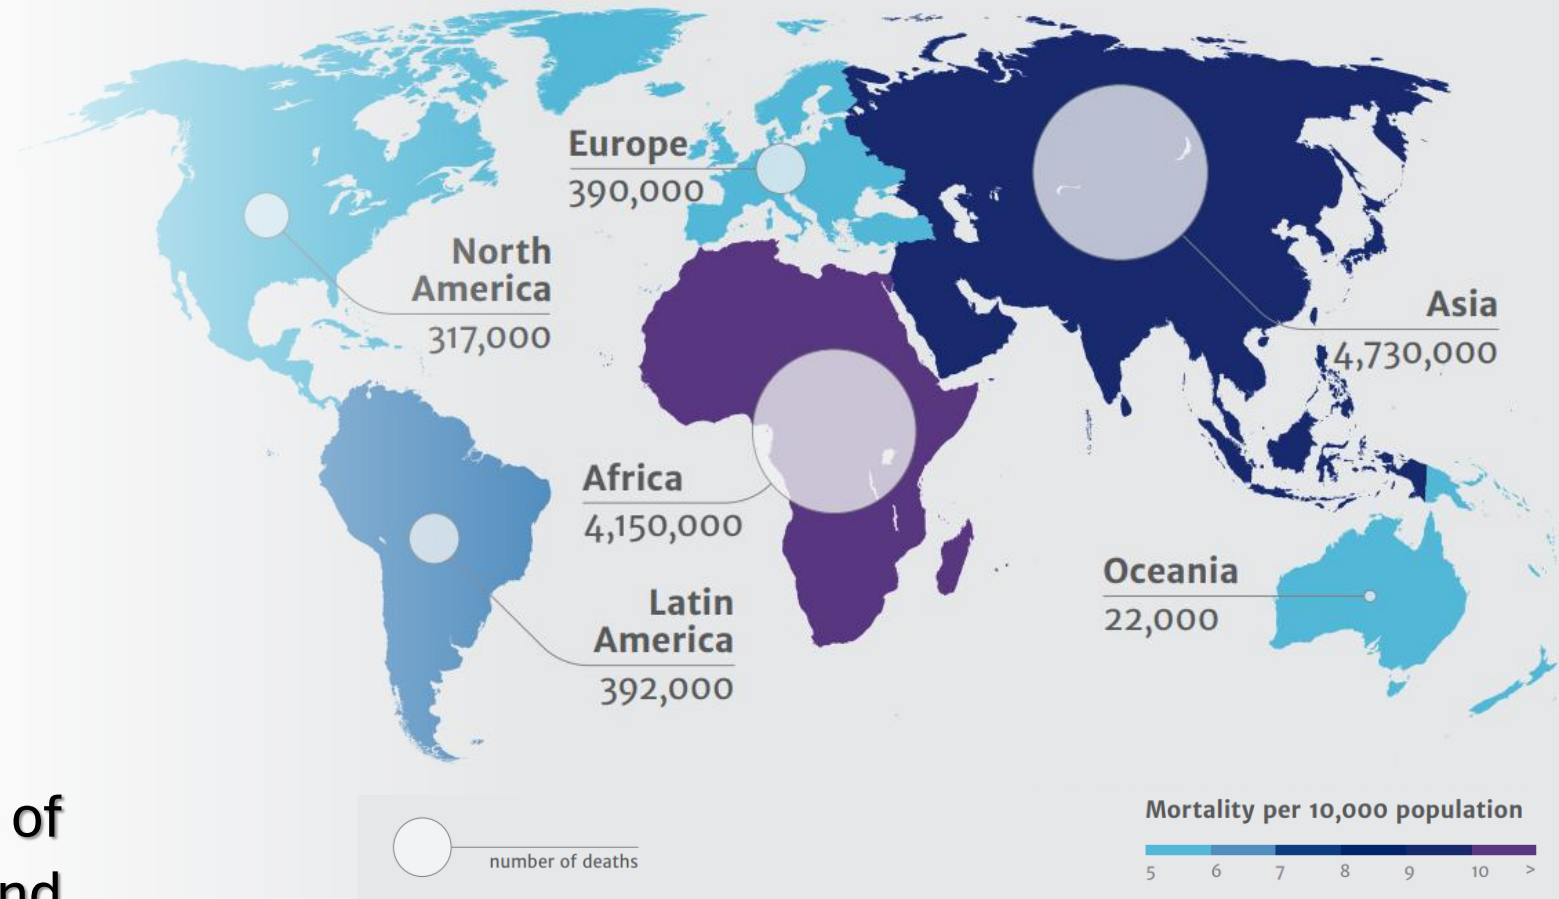 Europe
390,000
North
America
317,000
Asia
4,730,000
Africa
4,150,000
Latin
America
392,000
Oceania
22,000
of
nd
number of deaths
Mortality per 10,000 population
5 6 7 8 9 10 >